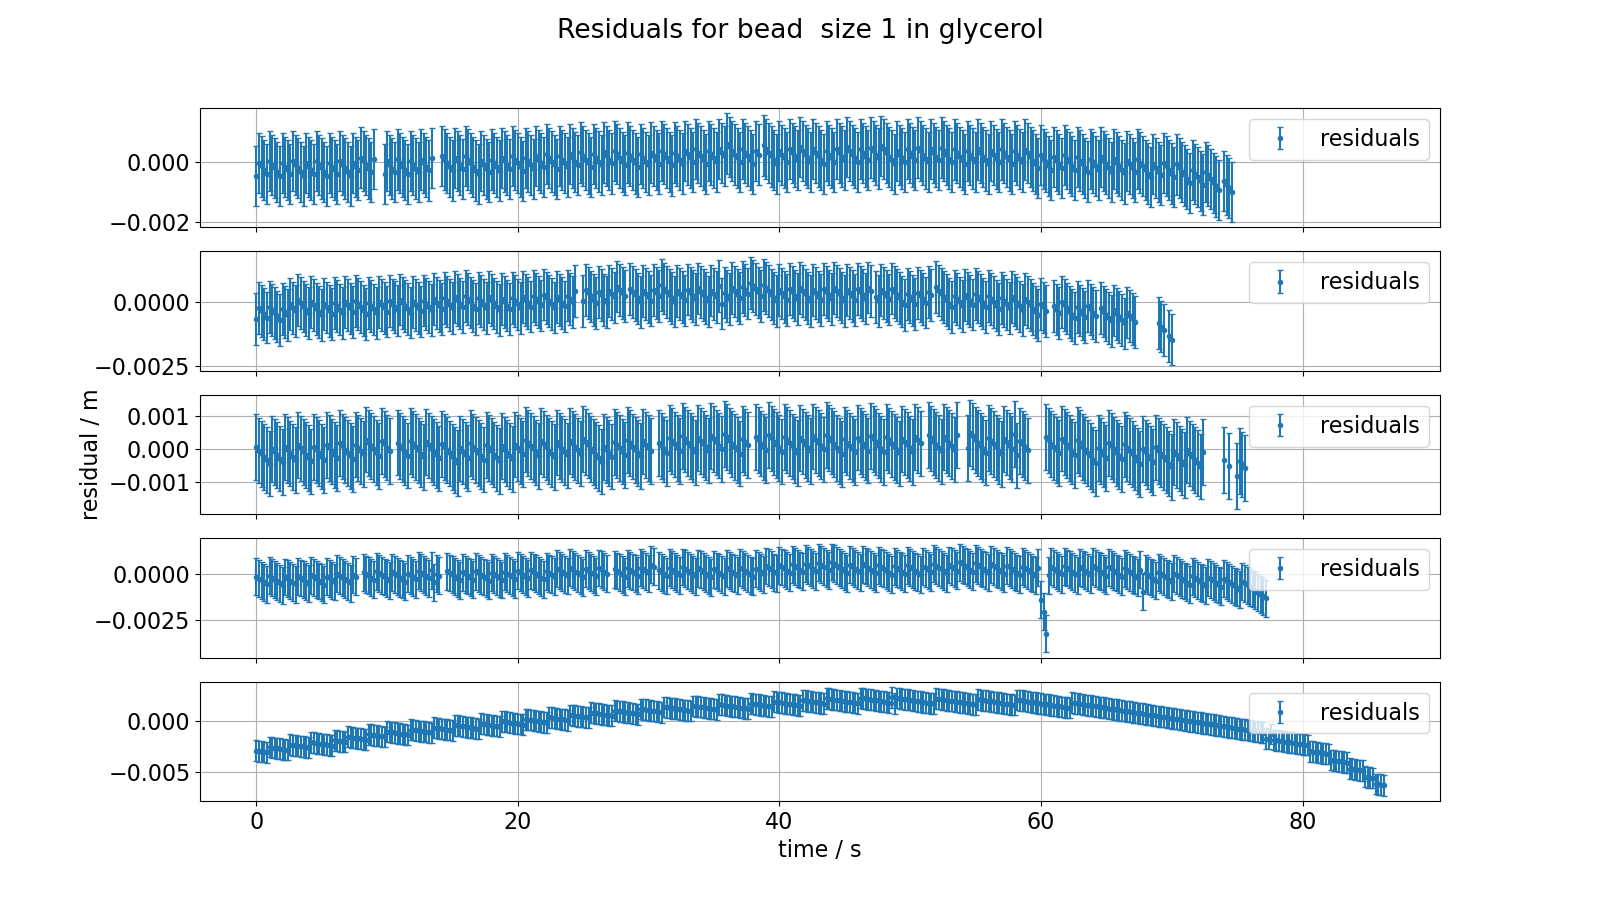 Residuals for bead  size 1 in glycerol
0.000
−0.002
residuals
0.0000
−0.0025
residuals
0.001
0.000
−0.001
residuals
0.0000
−0.0025
residuals
0.000
−0.005
residuals
residual / m
0 20 40 60 80
time / s